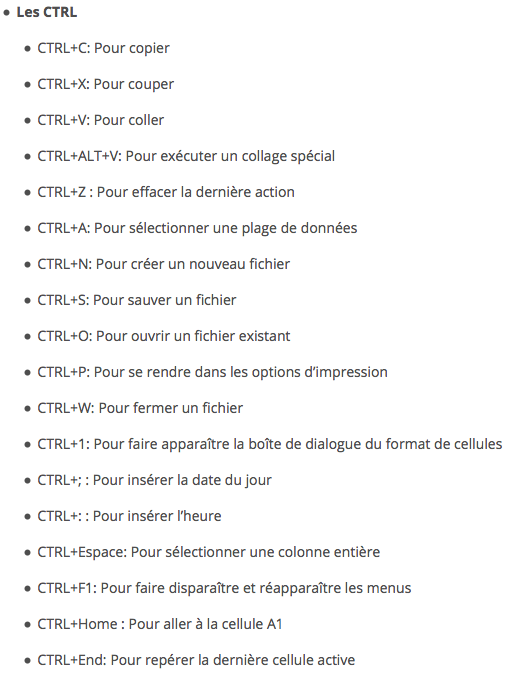 Les CTRL
CTRL+C: Pour copier
CTRL+X: Pour couper
CTRL+V: Pour coller
CTRL+ALT+V: Pour exécuter un collage spécial
CTRL+Z : Pour effacer la dernière action
CTRL+A: Pour sélectionner une plage de données
CTRL+N: Pour créer un nouveau fichier
CTRL+S: Pour sauver un fichier
CTRL+O: Pour ouvrir un fichier existant
CTRL+P: Pour se rendre dans les options d’impression
CTRL+W: Pour fermer un fichier
CTRL+1: Pour faire apparaître la boîte de dialogue du format de cellules
CTRL+; : Pour insérer la date du jour
CTRL+: : Pour insérer l’heure
CTRL+Espace: Pour sélectionner une colonne entière
CTRL+F1: Pour faire disparaître et réapparaître les menus
CTRL+Home : Pour aller à la cellule A1
CTRL+End: Pour repérer la dernière cellule active